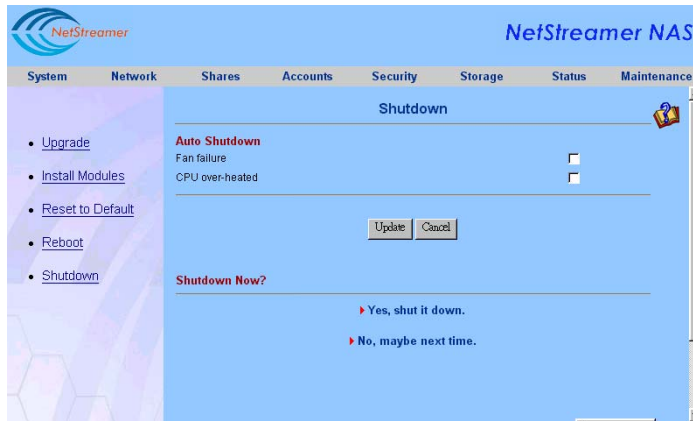 NetStreamer
NetStreamer NAS
System Network Shares Accounts Security Storage Status Maintenance
Shutdown
Upgrade
Install Modules
Reset to Default
Reboot
Shutdown
Auto Shutdown
Fan failure
CPU over-heated
Update Cancel
Shutdown Now?
Yes, shut it down.
No, maybe next time.